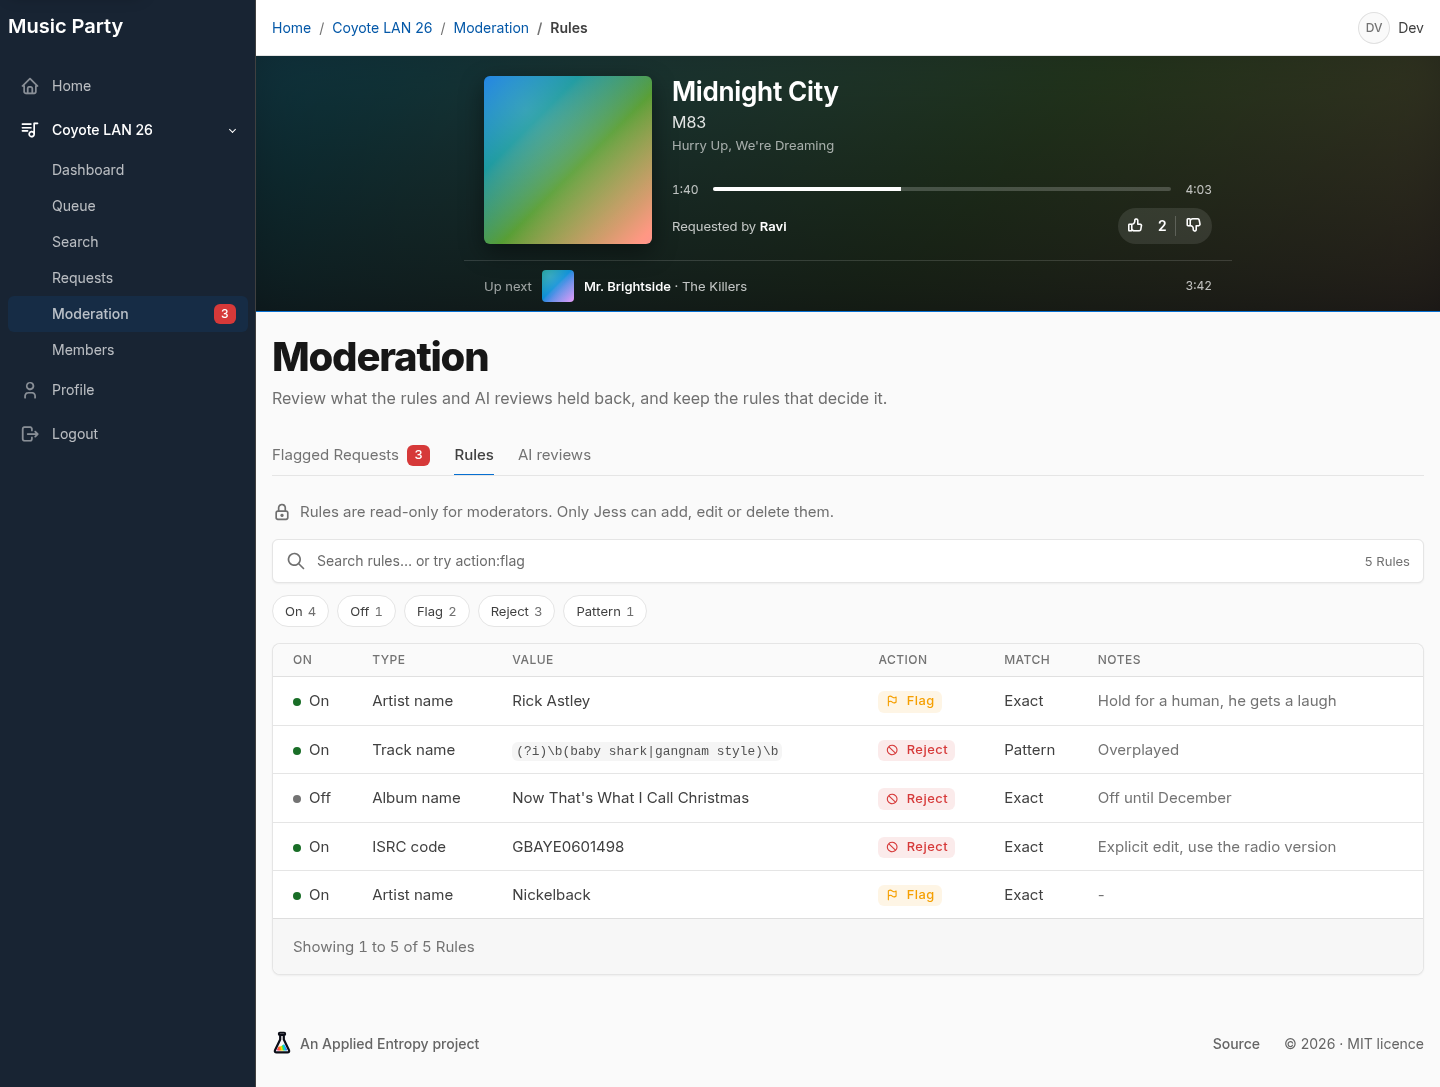 Music Party
Home
Coyote LAN 26
Dashboard
Queue
Search
Requests
Moderation 3
Members
Profile
Logout
Home / Coyote LAN 26 / Moderation / Rules
DV Dev
Midnight City
M83
Hurry Up, We're Dreaming
1:40 4:03
Requested by Ravi
2
Up next Mr. Brightside · The Killers 3:42
Moderation
Review what the rules and AI reviews held back, and keep the rules that decide it.
Flagged Requests 3 Rules AI reviews
Rules are read-only for moderators. Only Jess can add, edit or delete them.
Search rules... or try action:flag 5 Rules
On 4 Off 1 Flag 2 Reject 3 Pattern 1
ON TYPE VALUE ACTION MATCH NOTES
On Artist name Rick Astley Flag Exact Hold for a human, he gets a laugh
On Track name (?i)\b(baby shark|gangnam style)\b Reject Pattern Overplayed
Off Album name Now That's What I Call Christmas Reject Exact Off until December
On ISRC code GBAYE0601498 Reject Exact Explicit edit, use the radio version
On Artist name Nickelback Flag Exact -
Showing 1 to 5 of 5 Rules
An Applied Entropy project
Source © 2026 · MIT licence